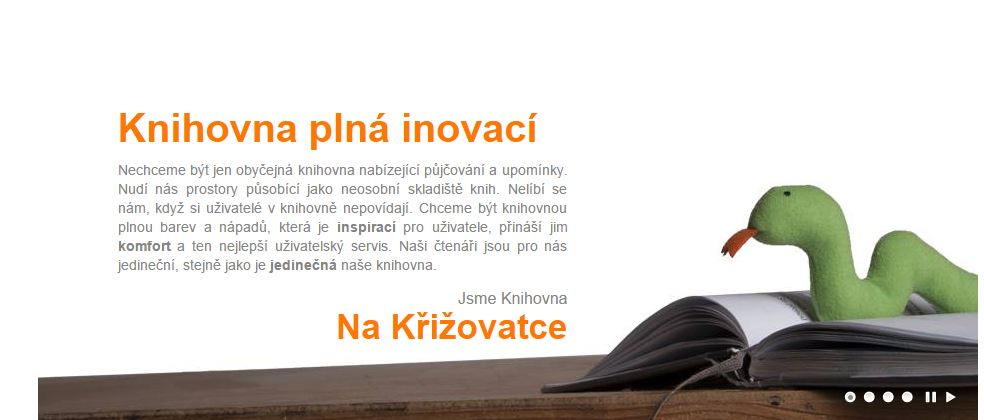 Knihovna plná inovací
Nechceme být jen obyčejná knihovna nabízející půjčování a upomínky.
Nudí nás prostory působící jako neosobní skladiště knih. Nelíbí se
nám, když si uživatelé v knihovně nepovídají. Chceme být knihovnou
plnou barev a nápadů, která je inspirací pro uživatele, přináší jim
komfort a ten nejlepší uživatelský servis. Naši čtenáři jsou pro nás
jedineční, stejně jako je jedinečná naše knihovna.
Jsme Knihovna
Na Křižovatce